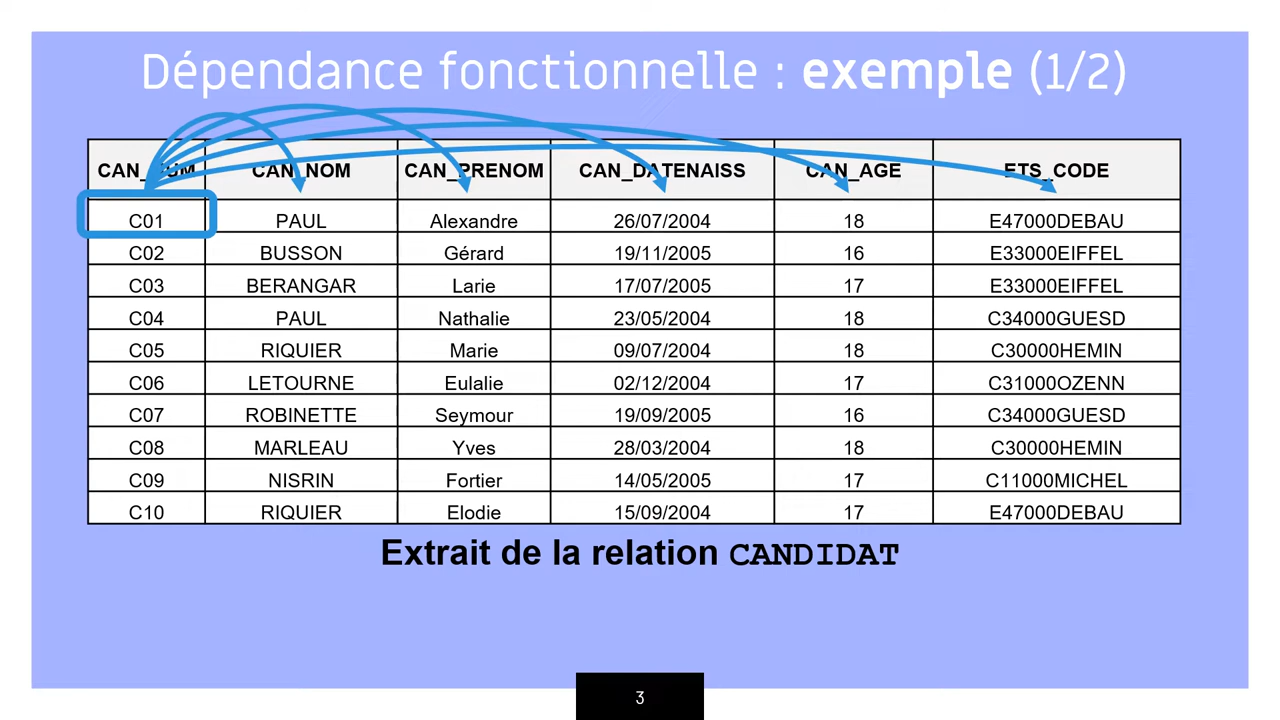 Dépendance fonctionnelle : exemple (1/2)
CAN_NUM CAN_NOM CAN_PRENOM CAN_DATENAISS CAN_AGE ETS_CODE
C01 PAUL Alexandre 26/07/2004 18 E47000DEBAU
C02 BUSSON Gérard 19/11/2005 16 E33000EIFFEL
C03 BERANGAR Larie 17/07/2005 17 E33000EIFFEL
C04 PAUL Nathalie 23/05/2004 18 C34000GUESD
C05 RIQUIER Marie 09/07/2004 18 C30000HEMIN
C06 LETOURNE Eulalie 02/12/2004 17 C31000OZENN
C07 ROBINETTE Seymour 19/09/2005 16 C34000GUESD
C08 MARLEAU Yves 28/03/2004 18 C30000HEMIN
C09 NISRIN Fortier 14/05/2005 17 C11000MICHEL
C10 RIQUIER Elodie 15/09/2004 17 E47000DEBAU
Extrait de la relation CANDIDAT
3